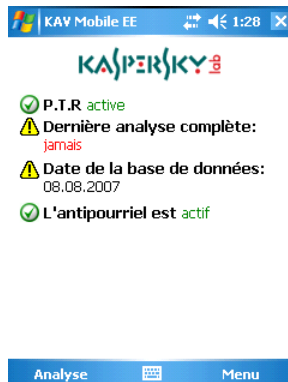 KAV Mobile EE 1:28
KASPERSKY lab
P.T.R active
Dernière analyse complète:
jamais
Date de la base de données:
08.08.2007
L'antipourriel est actif
Analyse Menu